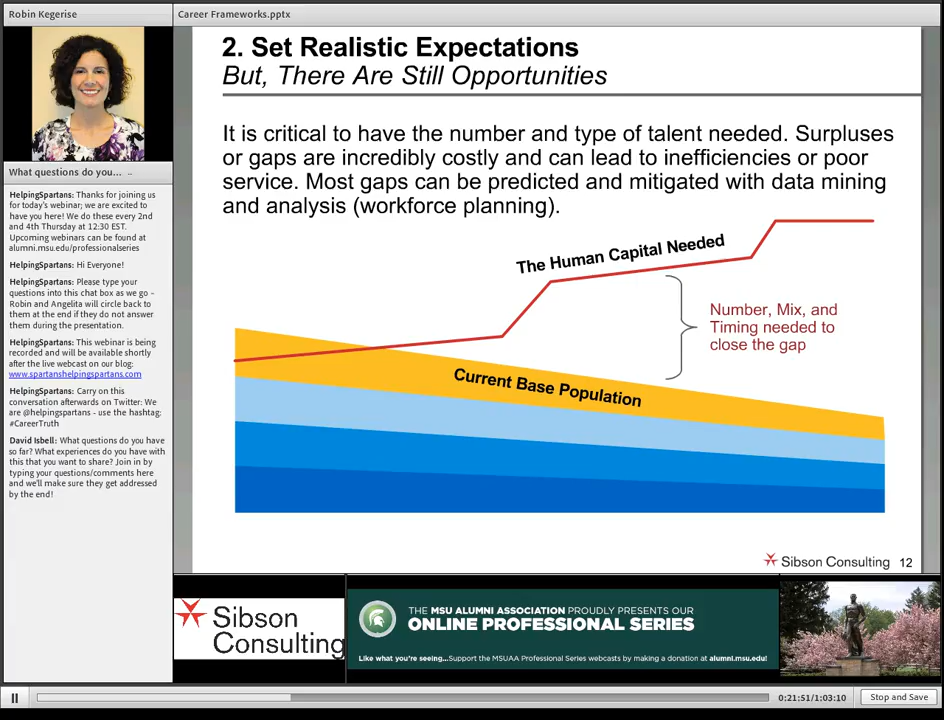 Robin Kegerise
Career Frameworks.pptx
What questions do you... ..
HelpingSpartans: Thanks for joining us
for today's webinar; we are excited to
have you here! We do these every 2nd
and 4th Thursday at 12:30 EST.
Upcoming webinars can be found at
alumni.msu.edu/professionalseries
HelpingSpartans: Hi Everyone!
HelpingSpartans: Please type your
questions into this chat box as we go –
Robin and Angelita will circle back to
them at the end if they do not answer
them during the presentation.
HelpingSpartans: This webinar is being
recorded and will be available shortly
after the live webcast on our blog:
www.spartanshelpingspartans.com
HelpingSpartans: Carry on this
conversation afterwards on Twitter: We
are @helpingspartans - use the hashtag:
#CareerTruth
David Isbell: What questions do you have
so far? What experiences do you have with
this that you want to share? Join in by
typing your questions/comments here
and we'll make sure they get addressed
by the end!
2. Set Realistic Expectations
But, There Are Still Opportunities
It is critical to have the number and type of talent needed. Surpluses
or gaps are incredibly costly and can lead to inefficiencies or poor
service. Most gaps can be predicted and mitigated with data mining
and analysis (workforce planning).
The Human Capital Needed
Number, Mix, and
Timing needed to
close the gap
Current Base Population
Sibson Consulting 12
Sibson
Consulting
THE MSU ALUMNI ASSOCIATION PROUDLY PRESENTS OUR
ONLINE PROFESSIONAL SERIES
Like what you're seeing...Support the MSUAA Professional Series webcasts by making a donation at alumni.msu.edu!
0:21:51/1:03:10
Stop and Save